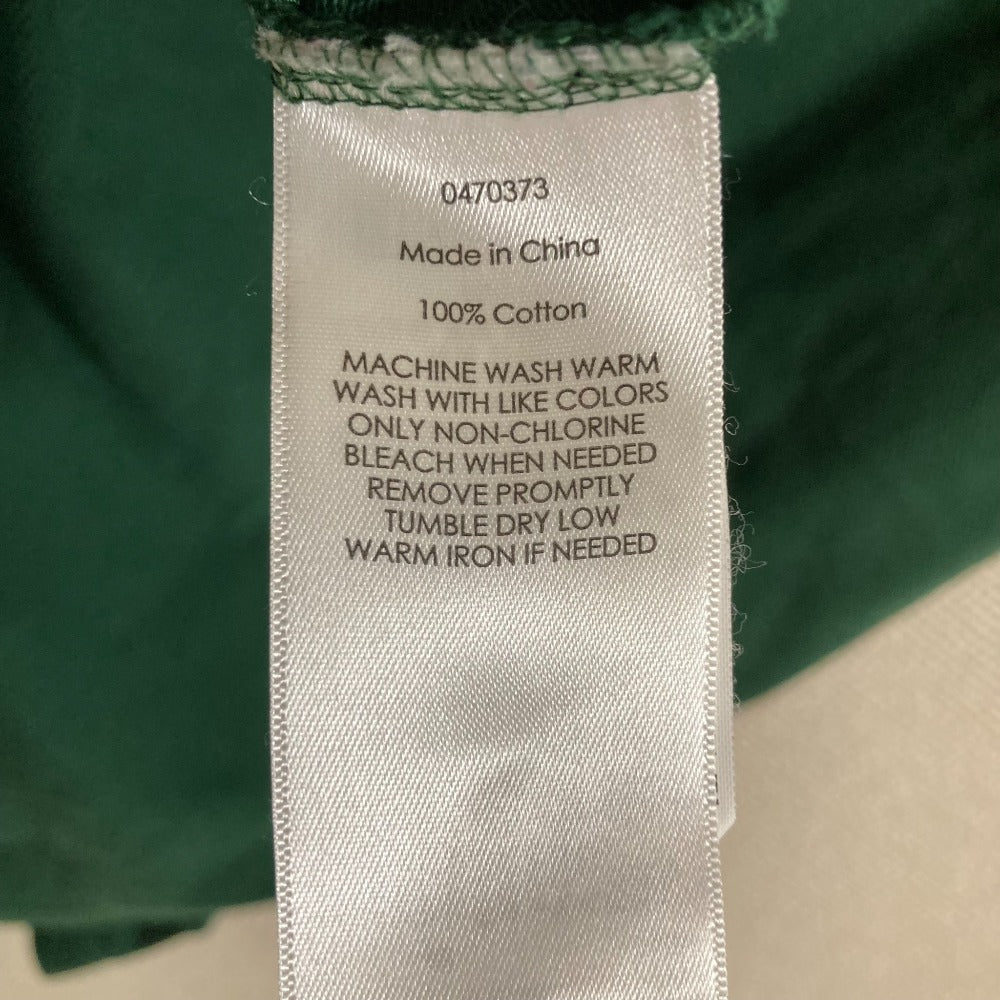 0470373
Made in China
100% Cotton
MACHINE WASH WARM
WASH WITH LIKE COLORS
ONLY NON-CHLORINE
BLEACH WHEN NEEDED
REMOVE PROMPTLY
TUMBLE DRY LOW
WARM IRON IF NEEDED